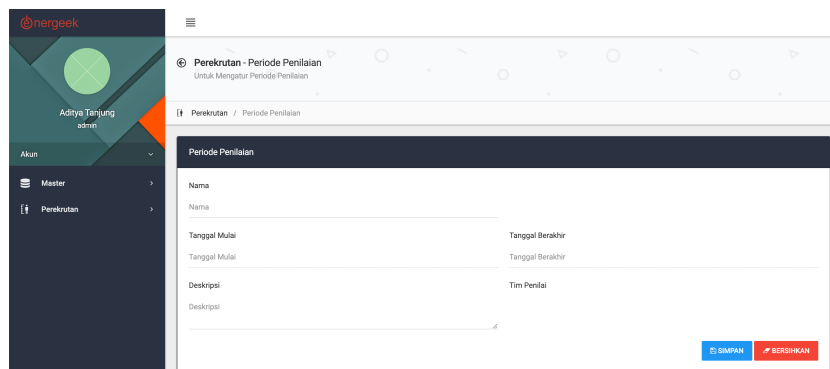 energeek
Aditya Tanjung
admin
Akun
Master
Perekrutan
Perekrutan - Periode Penilaian
Untuk Mengatur Periode Penilaian
Perekrutan / Periode Penilaian
Periode Penilaian
Nama
Nama
Tanggal Mulai
Tanggal Berakhir
Tanggal Mulai
Tanggal Berakhir
Deskripsi
Tim Penilai
Deskripsi
SIMPAN
BERSIHKAN